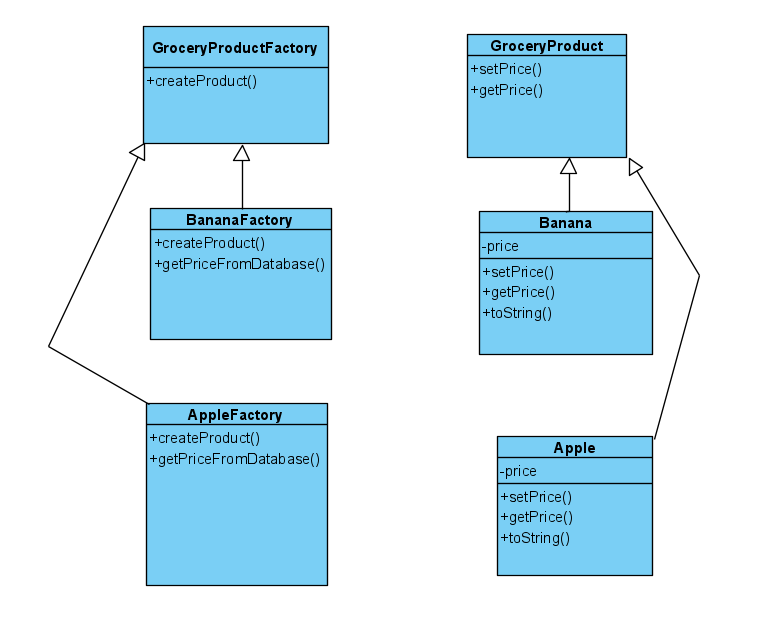 GroceryProductFactory
+createProduct()
GroceryProduct
+setPrice()
+getPrice()
BananaFactory
+createProduct()
+getPriceFromDatabase()
Banana
-price
+setPrice()
+getPrice()
+toString()
AppleFactory
+createProduct()
+getPriceFromDatabase()
Apple
-price
+setPrice()
+getPrice()
+toString()